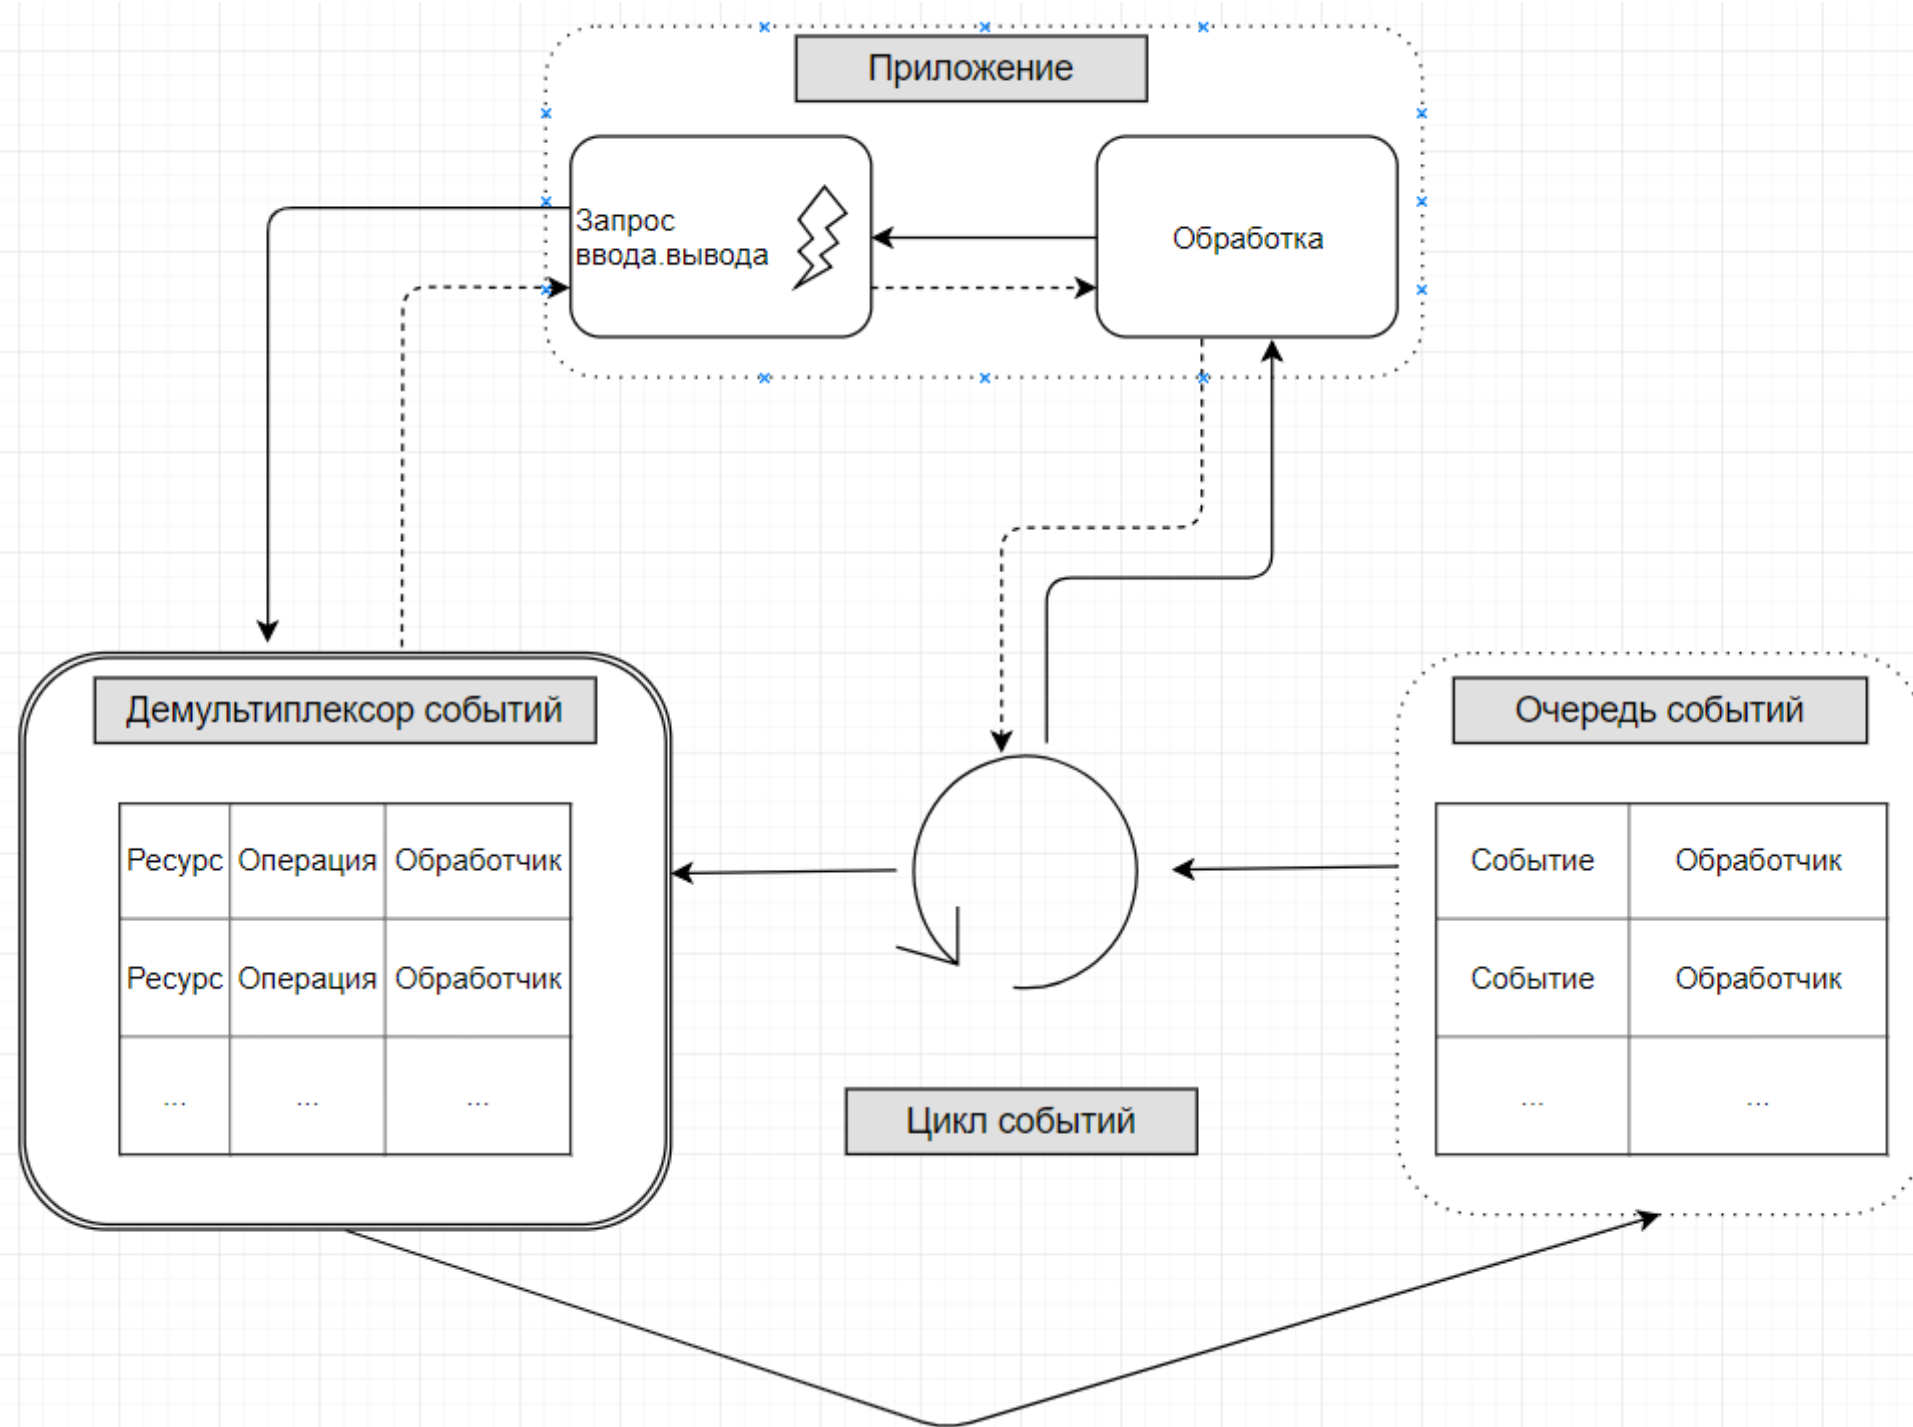 Приложение
Запрос
ввода.вывода
Обработка
Демультиплексор событий
Ресурс Операция Обработчик
Ресурс Операция Обработчик
... ... ...
Цикл событий
Очередь событий
Событие Обработчик
Событие Обработчик
... ...